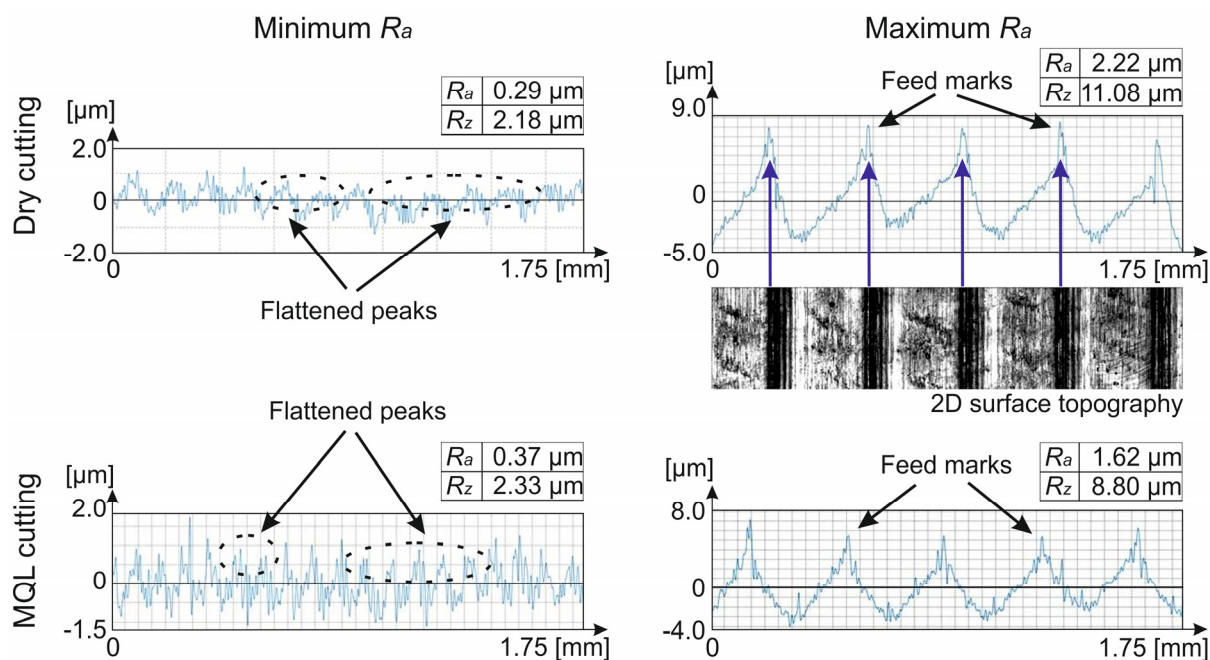 Minimum Ra
Maximum Ra
Dry cutting
[μm]
Ra 0.29 μm
Rz 2.18 μm
2.0
0
-2.0
0
1.75 [mm]
Flattened peaks
[μm]
Ra 2.22 μm
Rz 11.08 μm
Feed marks
9.0
0
-5.0
0
1.75 [mm]
2D surface topography
MQL cutting
Flattened peaks
[μm]
Ra 0.37 μm
Rz 2.33 μm
2.0
0
-1.5
0
1.75 [mm]
[μm]
Feed marks
Ra 1.62 μm
Rz 8.80 μm
8.0
0
-4.0
0
1.75 [mm]